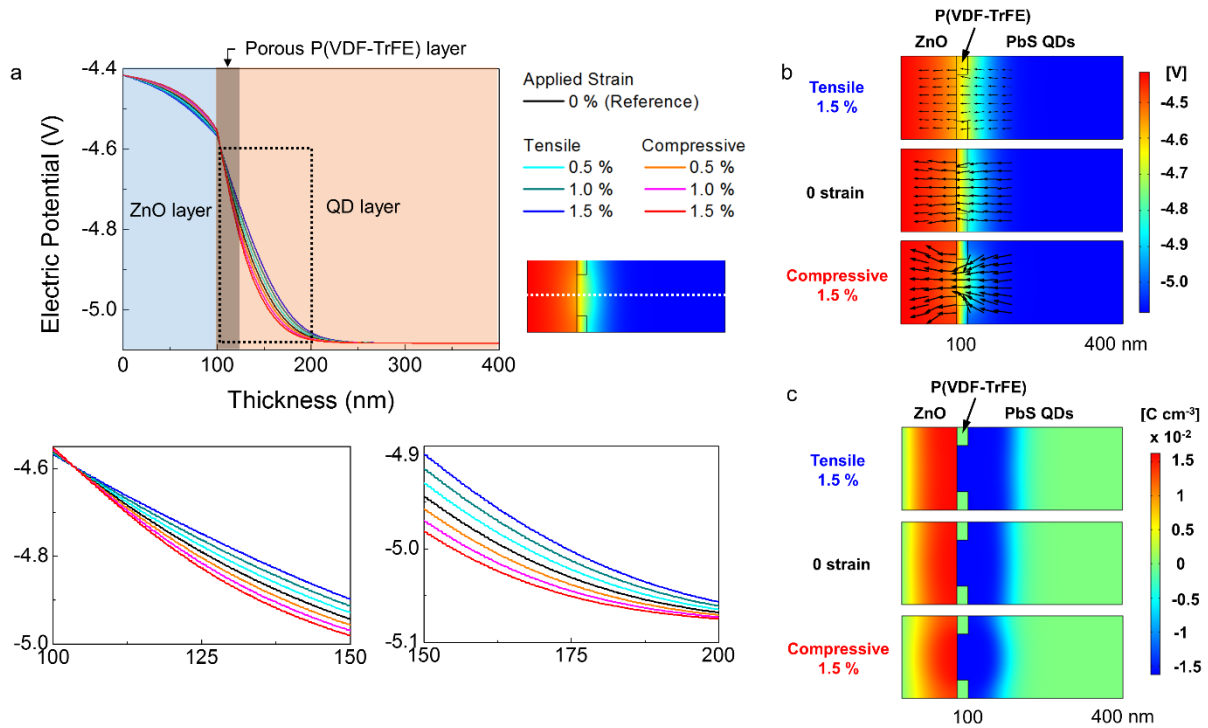 a
Porous P(VDF-TrFE) layer
-4.4
-4.6
-4.8
-5.0
Electric Potential (V)
ZnO layer
QD layer
0
100
200
300
400
Thickness (nm)
Applied Strain
0 % (Reference)
Tensile
Compressive
0.5 %
0.5 %
1.0 %
1.0 %
1.5 %
1.5 %
-4.6
-4.8
-5.0
100
125
150
-4.9
-5.0
-5.1
150
175
200
b
P(VDF-TrFE)
ZnO
PbS QDs
Tensile
1.5 %
0 strain
Compressive
1.5 %
100
400 nm
[V]
-4.5
-4.6
-4.7
-4.8
-4.9
-5.0
c
P(VDF-TrFE)
ZnO
PbS QDs
Tensile
1.5 %
0 strain
Compressive
1.5 %
100
400 nm
[C cm⁻³]
x 10⁻²
1.5
1
0.5
0
-0.5
-1
-1.5